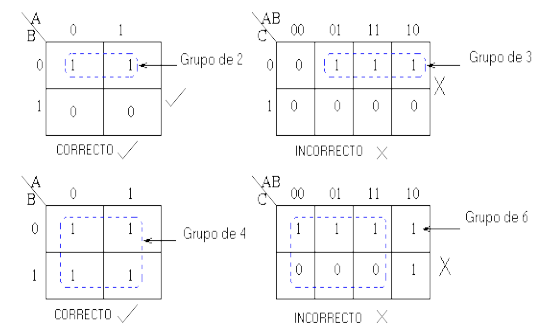 A
B
0 1
0 1 1
1 0 0
Grupo de 2
CORRECTO
AB
C
00 01 11 10
0 0 1 1 1
1 0 0 0 0
Grupo de 3
X
INCORRECTO X
A
B
0 1
0 1 1
1 1 1
Grupo de 4
CORRECTO
AB
C
00 01 11 10
1 1 1 1
0 0 0 1
Grupo de 6
X
INCORRECTO X